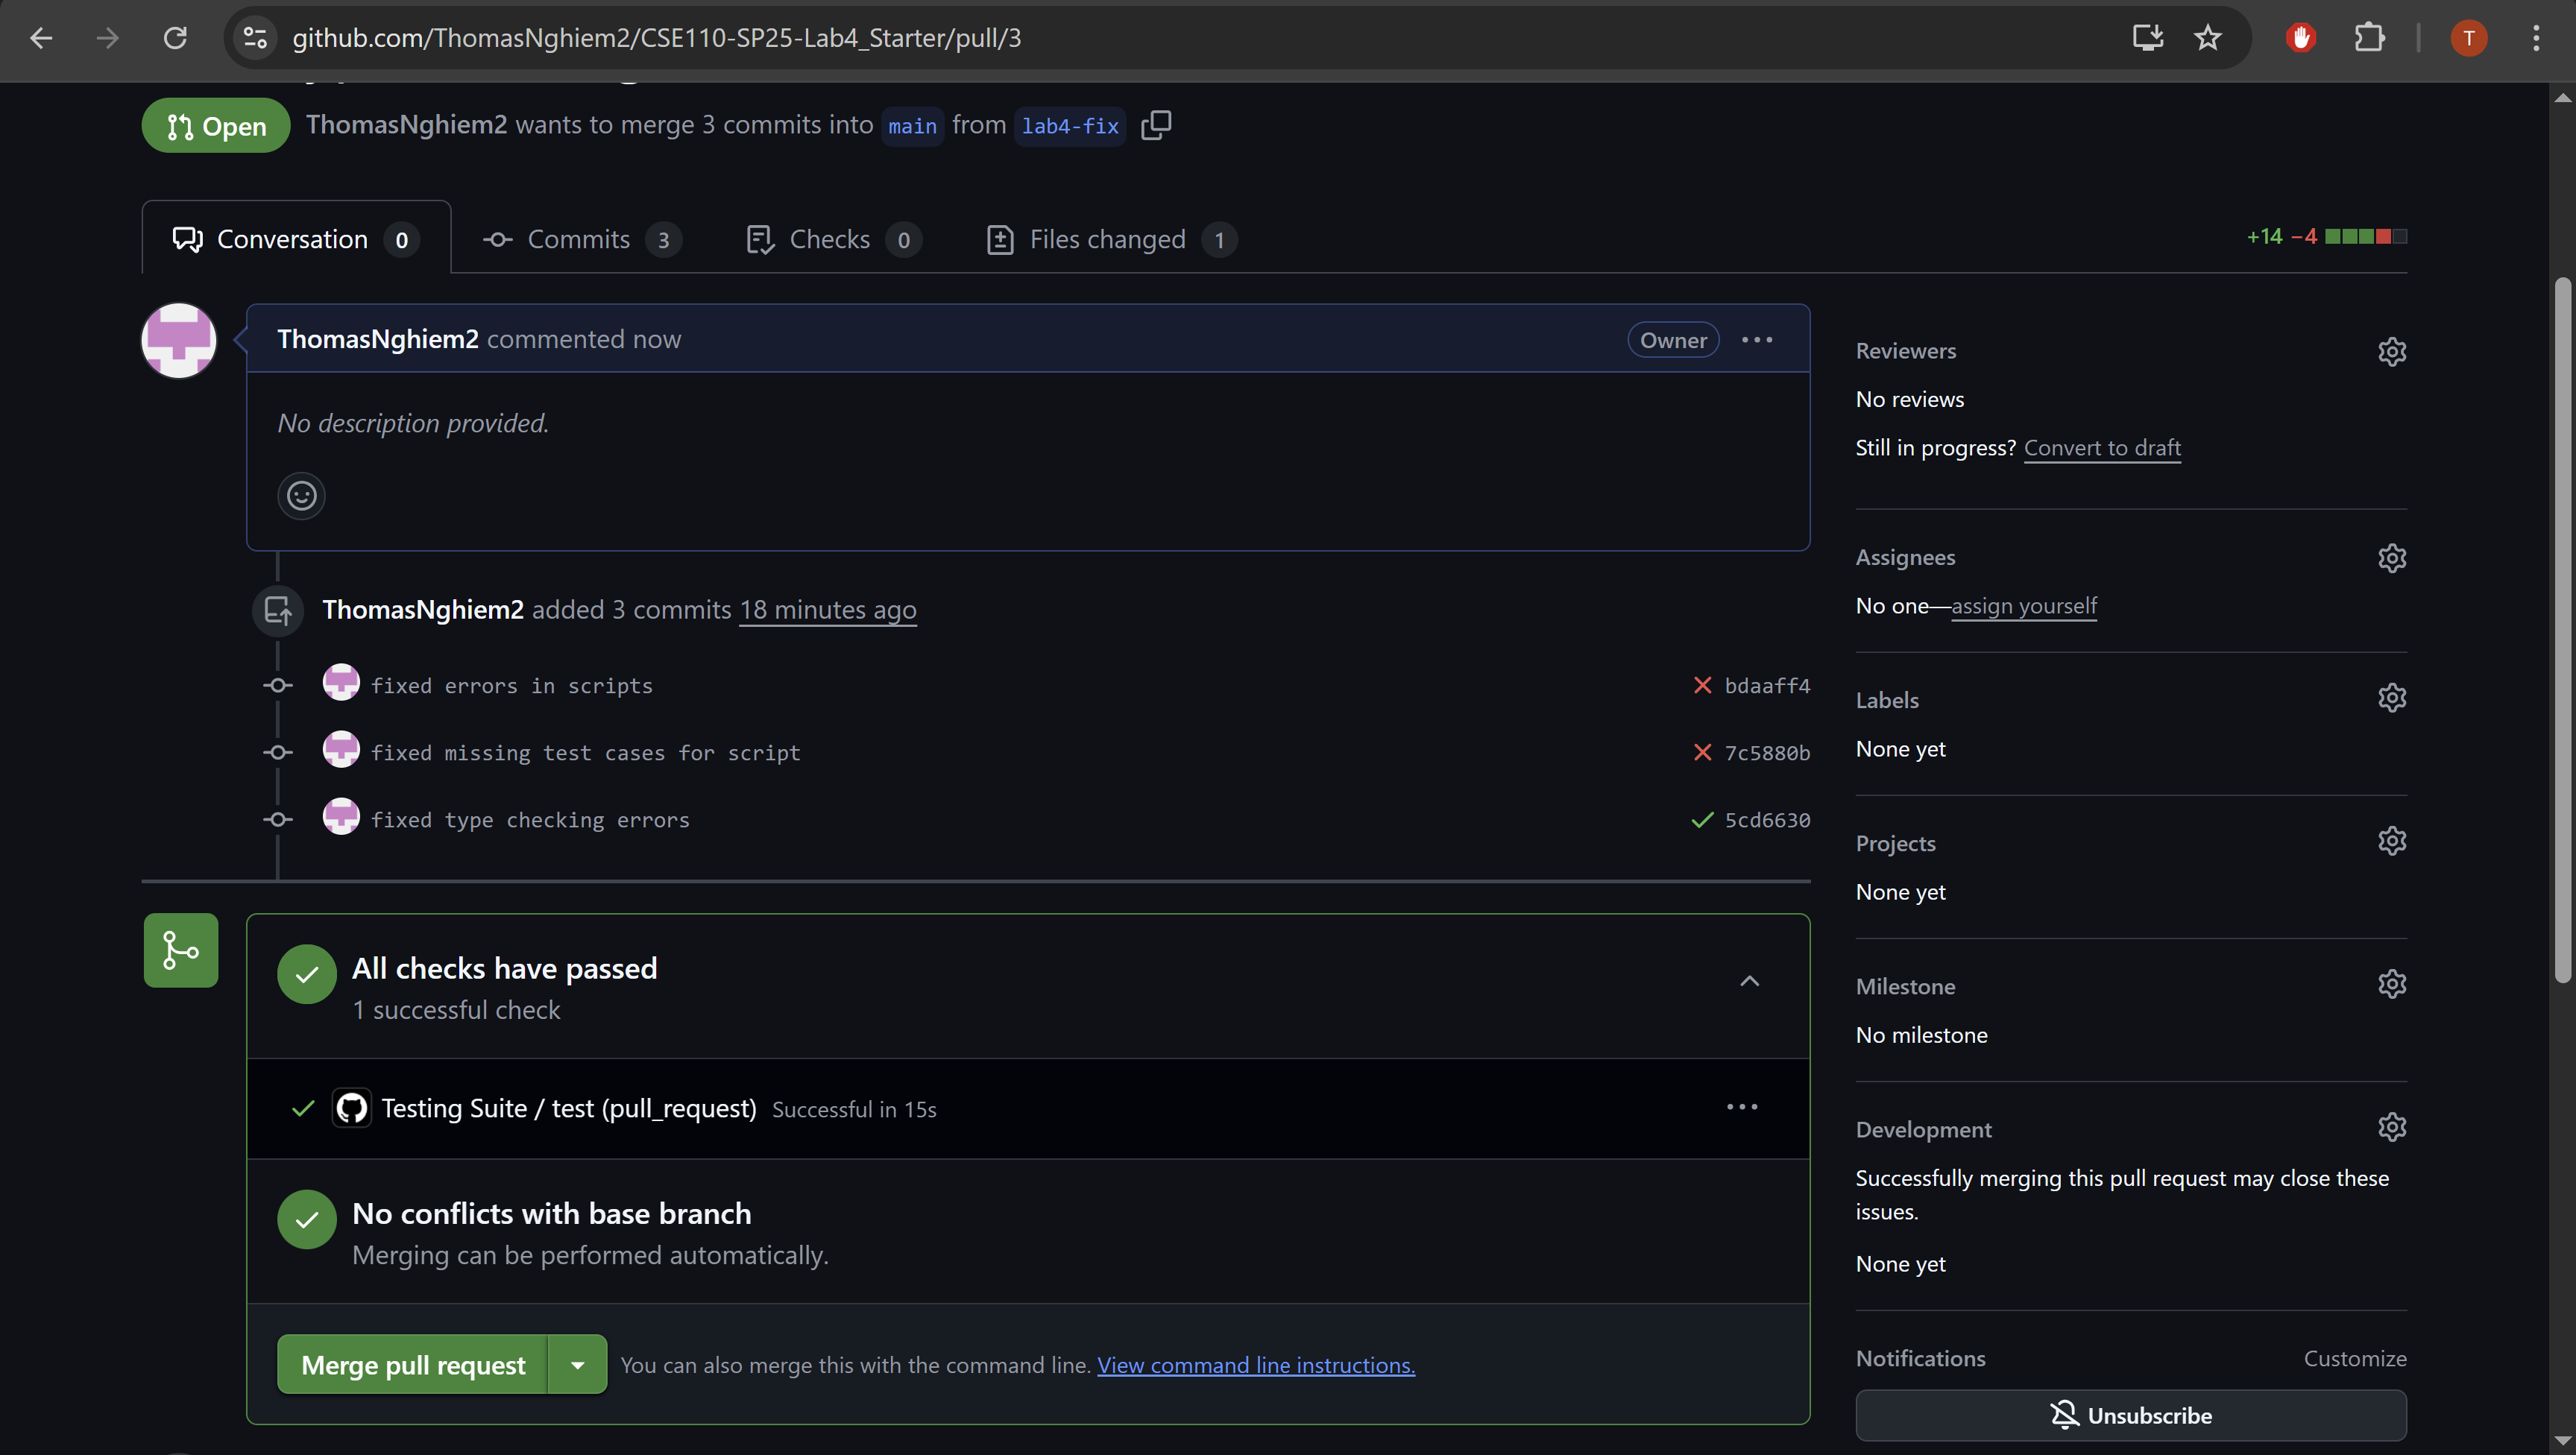 github.com/ThomasNghiem2/CSE110-SP25-Lab4_Starter/pull/3
T
Open
ThomasNghiem2 wants to merge 3 commits into main from lab4-fix
Conversation 0
Commits 3
Checks 0
Files changed 1
+14 −4
ThomasNghiem2 commented now
Owner
No description provided.
ThomasNghiem2 added 3 commits 18 minutes ago
fixed errors in scripts
bdaaff4
fixed missing test cases for script
7c5880b
fixed type checking errors
5cd6630
All checks have passed
1 successful check
Testing Suite / test (pull_request) Successful in 15s
No conflicts with base branch
Merging can be performed automatically.
Merge pull request
You can also merge this with the command line. View command line instructions.
Reviewers
No reviews
Still in progress? Convert to draft
Assignees
No one—assign yourself
Labels
None yet
Projects
None yet
Milestone
No milestone
Development
Successfully merging this pull request may close these
issues.
None yet
Notifications
Customize
Unsubscribe